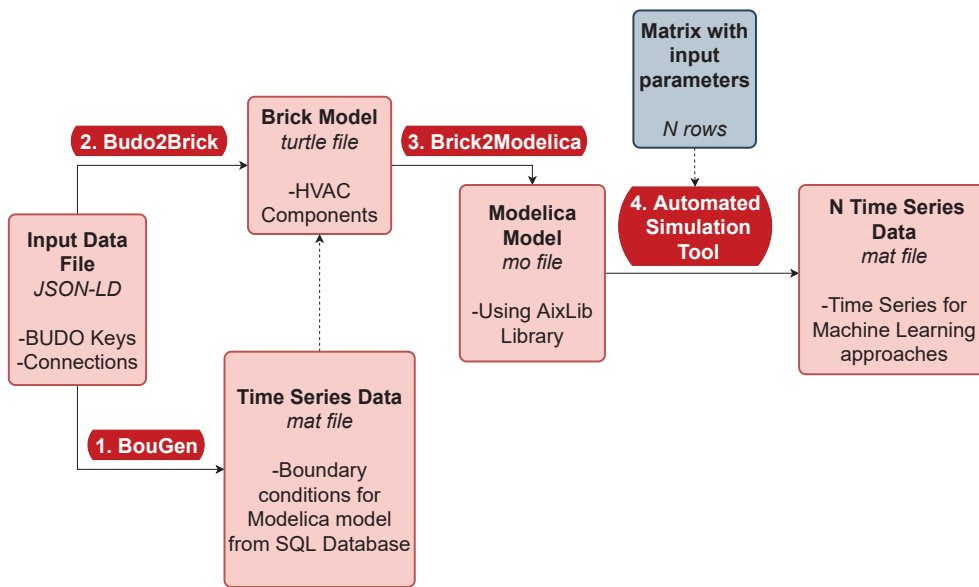 Matrix with
input
parameters
N rows
2. Budo2Brick
Brick Model
turtle file
-HVAC
Components
3. Brick2Modelica
Input Data
File
JSON-LD
-BUDO Keys
-Connections
Modelica
Model
mo file
-Using AixLib
Library
4. Automated
Simulation
Tool
N Time Series
Data
mat file
-Time Series for
Machine Learning
approaches
1. BouGen
Time Series Data
mat file
-Boundary
conditions for
Modelica model
from SQL Database